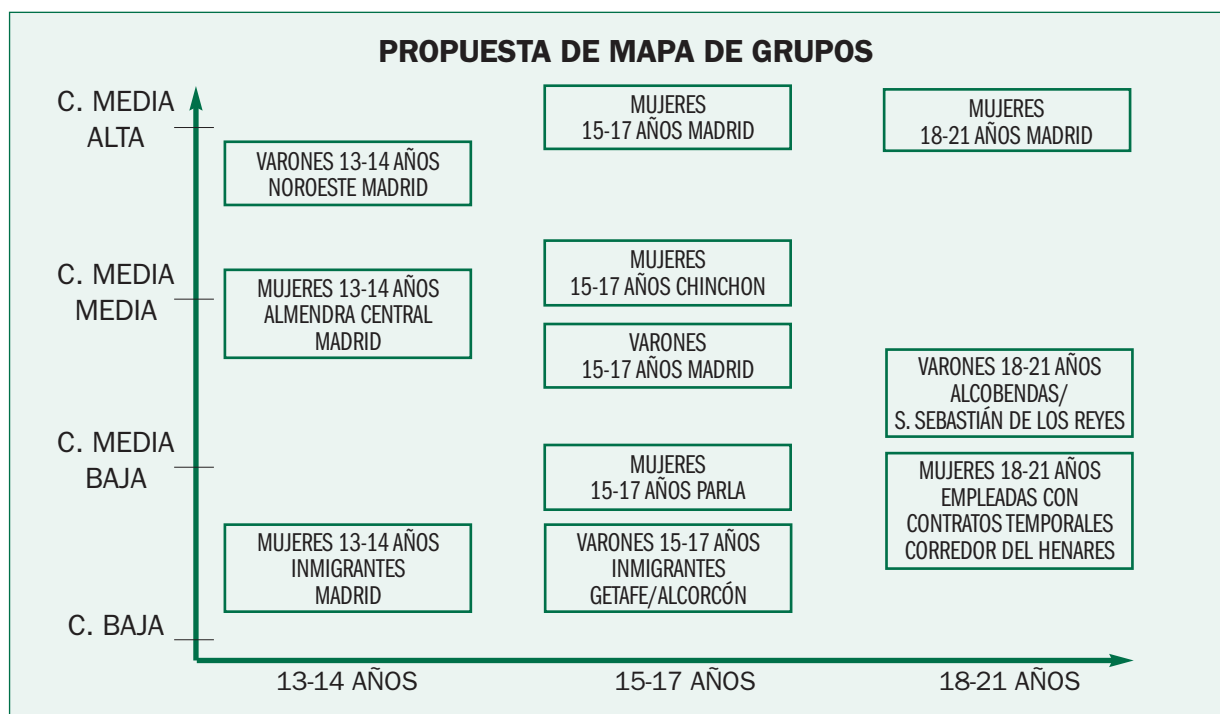 PROPUESTA DE MAPA DE GRUPOS
C. MEDIA
ALTA
C. MEDIA
MEDIA
C. MEDIA
BAJA
C. BAJA
VARONES 13-14 AÑOS
NOROESTE MADRID
MUJERES 13-14 AÑOS
ALMENDRA CENTRAL
MADRID
MUJERES 13-14 AÑOS
INMIGRANTES
MADRID
MUJERES
15-17 AÑOS MADRID
MUJERES
15-17 AÑOS CHINCHON
VARONES
15-17 AÑOS MADRID
MUJERES
15-17 AÑOS PARLA
VARONES 15-17 AÑOS
INMIGRANTES
GETAFE/ALCORCÓN
MUJERES
18-21 AÑOS MADRID
VARONES 18-21 AÑOS
ALCOBENDAS/
S. SEBASTIÁN DE LOS REYES
MUJERES 18-21 AÑOS
EMPLEADAS CON
CONTRATOS TEMPORALES
CORREDOR DEL HENARES
13-14 AÑOS
15-17 AÑOS
18-21 AÑOS